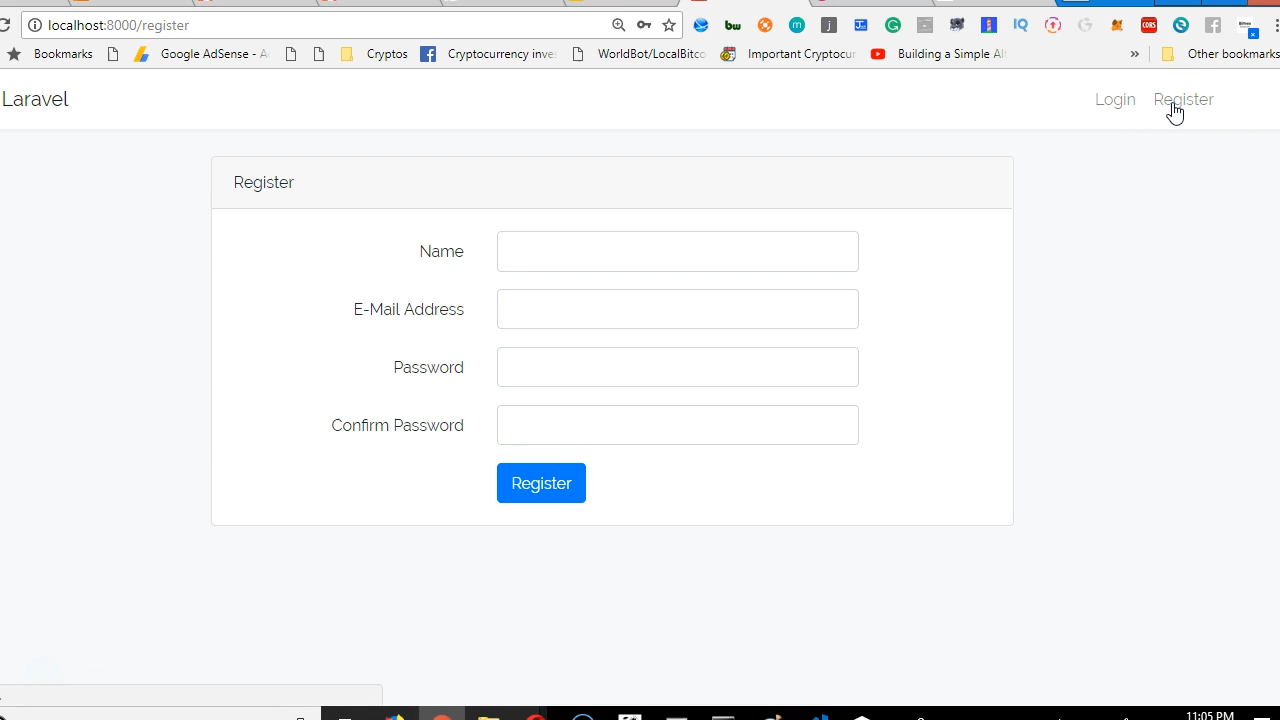 localhost:8000/register
Bookmarks Google AdSense - A Cryptos Cryptocurrency inve WorldBot/LocalBitco Important Cryptocur Building a Simple Al » Other bookmarks
Laravel Login Register
Register
Name
E-Mail Address
Password
Confirm Password
Register
11:05 PM